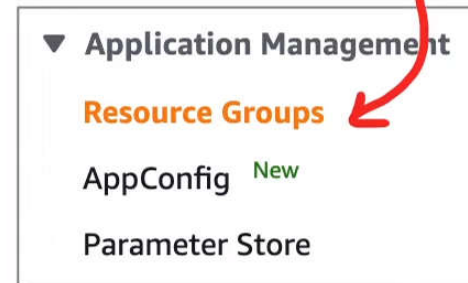 Application Management
Resource Groups
AppConfig New
Parameter Store